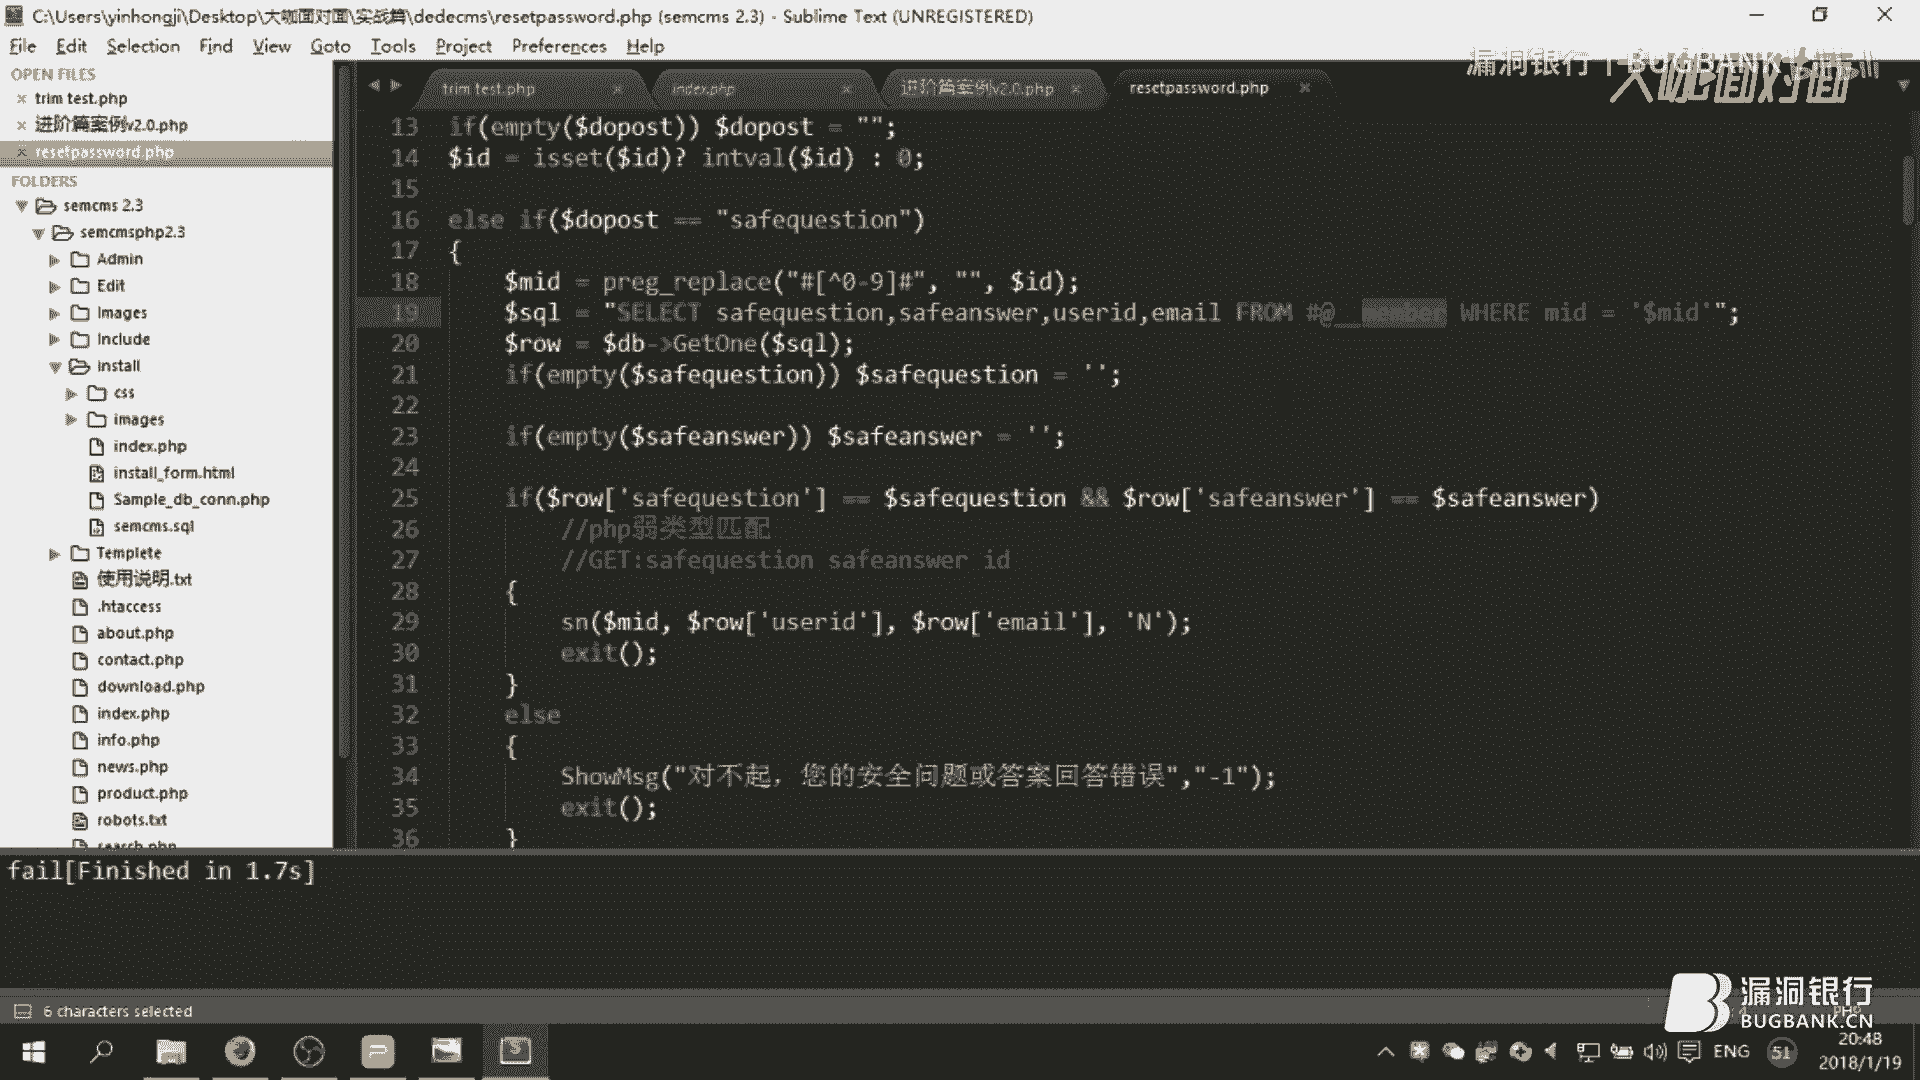 C:\Users\yinhongji\Desktop\大咖面对面\实战篇\dedecms\resetpassword.php (semcms 2.3) - Sublime Text (UNREGISTERED)
File Edit Selection Find View Goto Tools Project Preferences Help
漏洞银行 | BUGBANK
大咖面对面
OPEN FILES
trim test.php
进阶篇案例v2.0.php
resetpassword.php
FOLDERS
semcms 2.3
semcmsphp2.3
Admin
Edit
Images
Include
Install
css
images
index.php
install_form.html
Sample_db_conn.php
semcms.sql
Templete
使用说明.txt
.htaccess
about.php
contact.php
download.php
index.php
info.php
news.php
product.php
robots.txt
search.php
trim test.php index.php 进阶篇案例v2.0.php resetpassword.php
13 if(empty($dopost)) $dopost = "";
14 $id = isset($id)? intval($id) : 0;
15
16 else if($dopost == "safequestion")
17 {
18 $mid = preg_replace("#[^0-9]#", "", $id);
19 $sql = "SELECT safequestion,safeanswer,userid,email FROM #@__member WHERE mid = '$mid'";
20 $row = $db->GetOne($sql);
21 if(empty($safequestion)) $safequestion = '';
22
23 if(empty($safeanswer)) $safeanswer = '';
24
25 if($row['safequestion'] == $safequestion && $row['safeanswer'] == $safeanswer)
26 //php弱类型匹配
27 //GET:safequestion safeanswer id
28 {
29 sn($mid, $row['userid'], $row['email'], 'N');
30 exit();
31 }
32 else
33 {
34 ShowMsg("对不起，您的安全问题或答案回答错误","-1");
35 exit();
36 }
fail[Finished in 1.7s]
6 characters selected
漏洞银行
BUGBANK.CN
ENG
51
20:48
2018/1/19